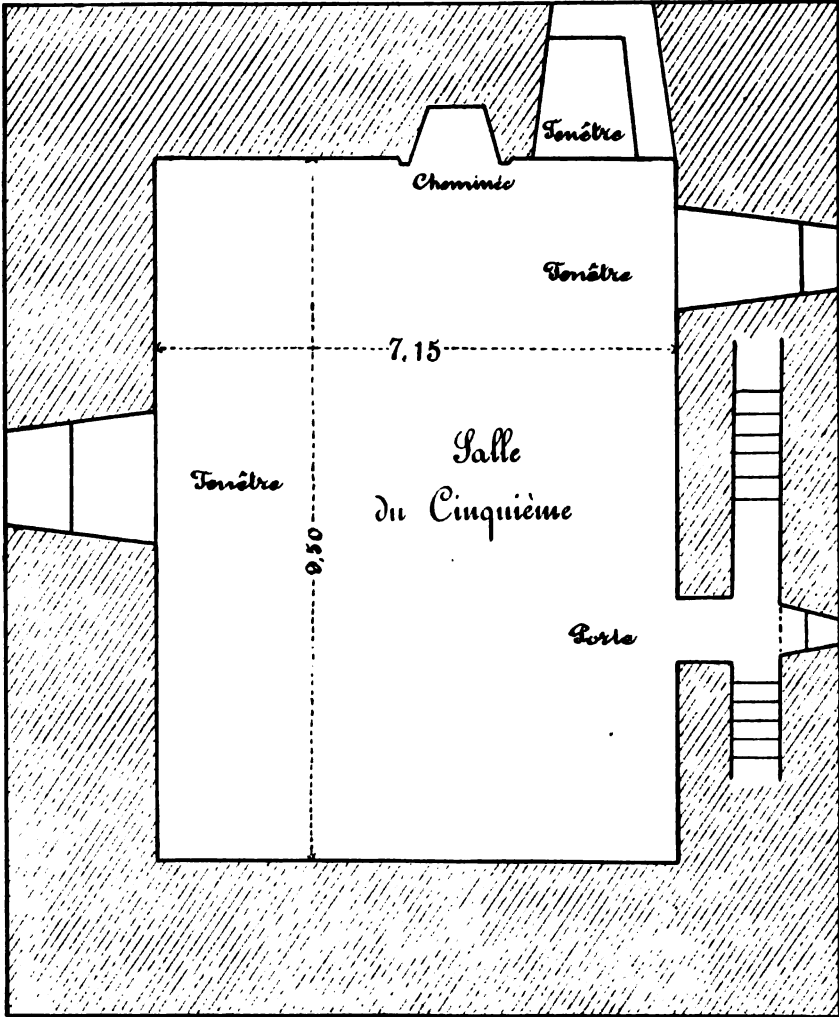 Fenêtre
Cheminée
Fenêtre
7,15
Salle
du Cinquième
Fenêtre
9,50
Porte